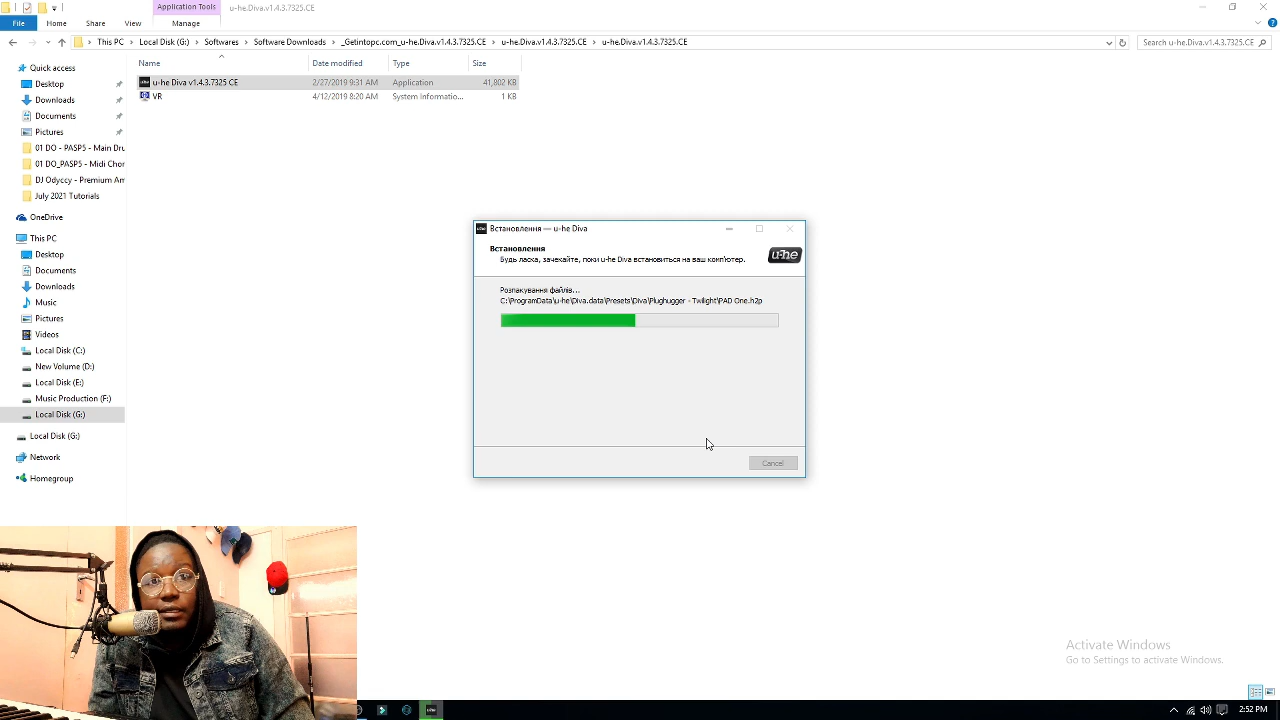 Application Tools
u-he.Diva.v1.4.3.7325.CE
File
Home
Share
View
Manage
This PC
Local Disk (G:)
Softwares
Software Downloads
_Getintopc.com_u-he.Diva.v1.4.3.7325.CE
u-he.Diva.v1.4.3.7325.CE
u-he.Diva.v1.4.3.7325.CE
Search u-he.Diva.v1.4.3.7325.CE
Name
Date modified
Type
Size
u-he Diva v1.4.3.7325 CE
2/27/2019 9:31 AM
Application
41,802 KB
VR
4/12/2019 8:20 AM
System Informatio...
1 KB
Quick access
Desktop
Downloads
Documents
Pictures
01 DO - PASP5 - Main Dru
01 DO_PASP5 - Midi Chor
DJ Odyccy - Premium Am
July 2021 Tutorials
OneDrive
This PC
Desktop
Documents
Downloads
Music
Pictures
Videos
Local Disk (C:)
New Volume (D:)
Local Disk (E:)
Music Production (F:)
Local Disk (G:)
Local Disk (G:)
Network
Homegroup
Встановлення — u-he Diva
Встановлення
Будь ласка, зачекайте, поки u-he Diva встановиться на ваш комп'ютер.
u-he
Розпакування файлів...
C:\ProgramData\u-he\Diva.data\Presets\Diva\Plughugger - Twilight\PAD One.h2p
Cancel
Activate Windows
Go to Settings to activate Windows.
2:52 PM